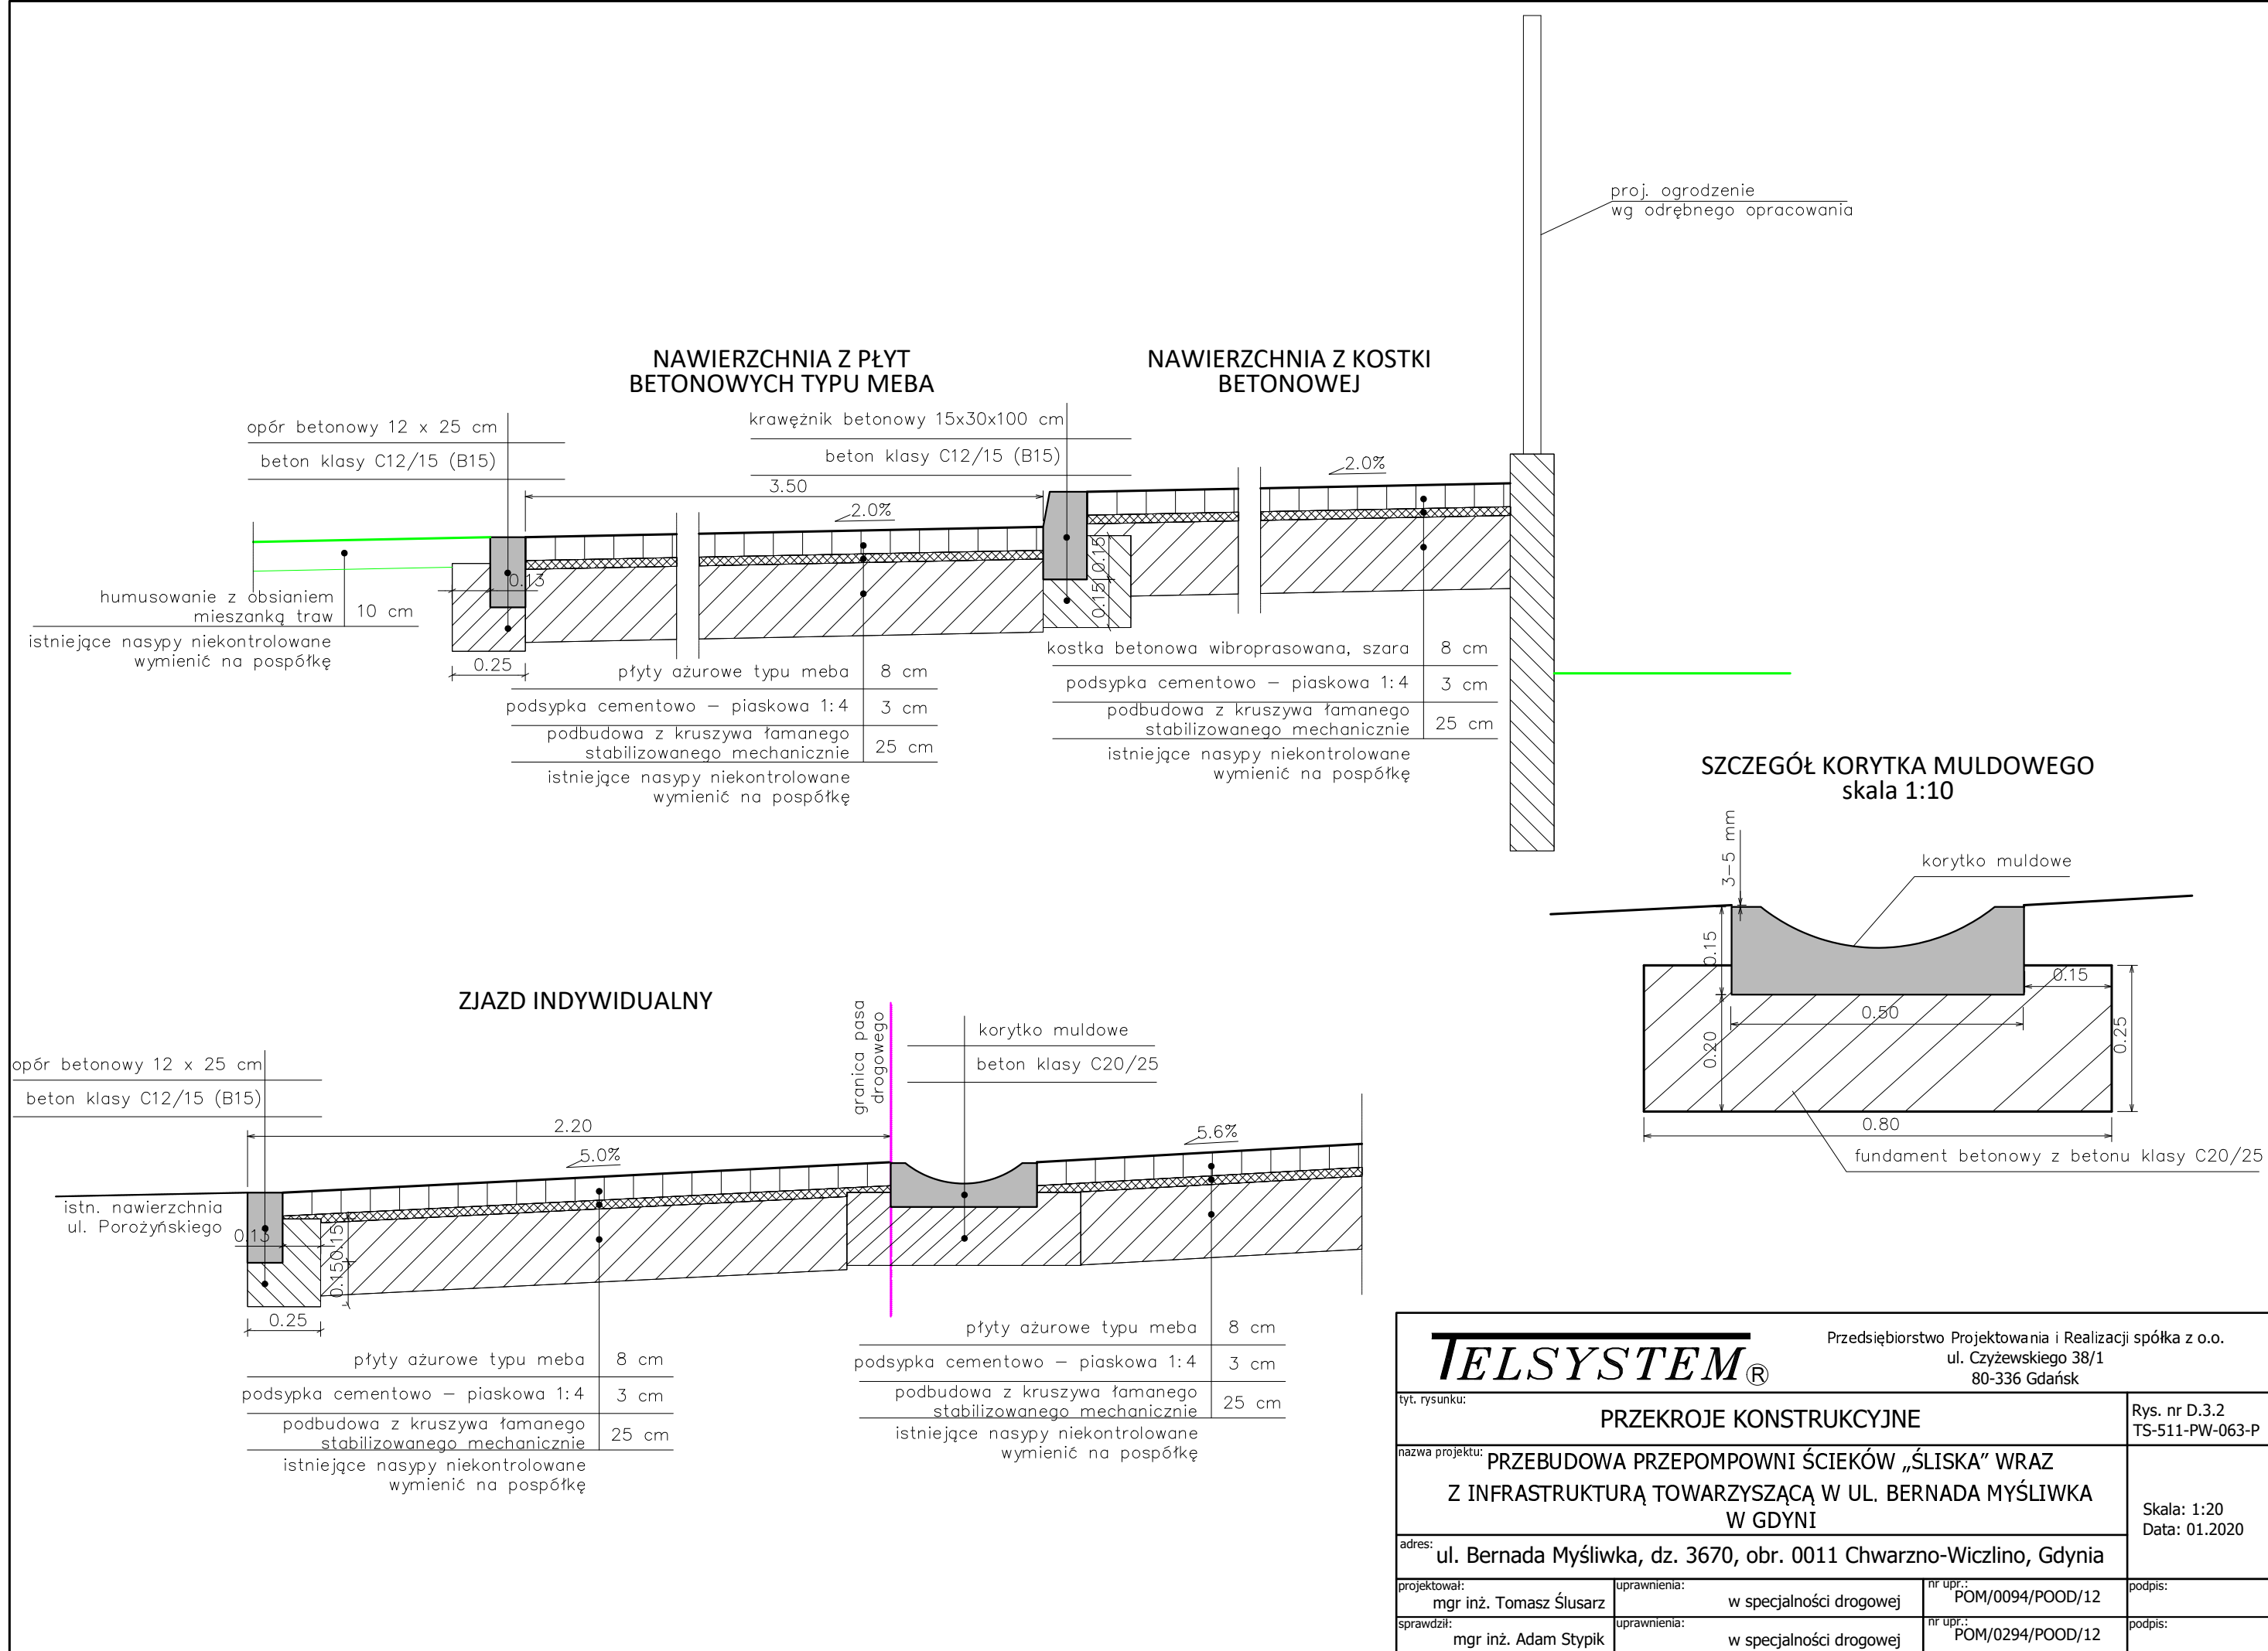 proj. ogrodzenie
wg odrębnego opracowania
NAWIERZCHNIA Z PŁYT
BETONOWYCH TYPU MEBA
NAWIERZCHNIA Z KOSTKI
BETONOWEJ
opór betonowy 12 x 25 cm
beton klasy C12/15 (B15)
krawężnik betonowy 15x30x100 cm
beton klasy C12/15 (B15)
3.50
2.0%
2.0%
0.13
0.25
0.15
0.15
humusowanie z obsianiem
mieszanką traw
10 cm
istniejące nasypy niekontrolowane
wymienić na pospółkę
płyty ażurowe typu meba 8 cm
podsypka cementowo – piaskowa 1:4 3 cm
podbudowa z kruszywa łamanego
stabilizowanego mechanicznie 25 cm
istniejące nasypy niekontrolowane
wymienić na pospółkę
kostka betonowa wibroprasowana, szara 8 cm
podsypka cementowo – piaskowa 1:4 3 cm
podbudowa z kruszywa łamanego
stabilizowanego mechanicznie 25 cm
istniejące nasypy niekontrolowane
wymienić na pospółkę
SZCZEGÓŁ KORYTKA MULDOWEGO
skala 1:10
3–5 mm
korytko muldowe
0.15
0.20
0.50
0.15
0.25
0.80
fundament betonowy z betonu klasy C20/25
ZJAZD INDYWIDUALNY
opór betonowy 12 x 25 cm
beton klasy C12/15 (B15)
granica pasa
drogowego
korytko muldowe
beton klasy C20/25
2.20
5.0%
5.6%
istn. nawierzchnia
ul. Porożyńskiego
0.13
0.15
0.15
0.25
płyty ażurowe typu meba 8 cm
podsypka cementowo – piaskowa 1:4 3 cm
podbudowa z kruszywa łamanego
stabilizowanego mechanicznie 25 cm
istniejące nasypy niekontrolowane
wymienić na pospółkę
płyty ażurowe typu meba 8 cm
podsypka cementowo – piaskowa 1:4 3 cm
podbudowa z kruszywa łamanego
stabilizowanego mechanicznie 25 cm
istniejące nasypy niekontrolowane
wymienić na pospółkę
TELSYSTEM®
Przedsiębiorstwo Projektowania i Realizacji spółka z o.o.
ul. Czyżewskiego 38/1
80-336 Gdańsk
tyt. rysunku:
PRZEKROJE KONSTRUKCYJNE
Rys. nr D.3.2
TS-511-PW-063-P
nazwa projektu: PRZEBUDOWA PRZEPOMPOWNI ŚCIEKÓW „ŚLISKA” WRAZ
Z INFRASTRUKTURĄ TOWARZYSZĄCĄ W UL. BERNADA MYŚLIWKA
W GDYNI
Skala: 1:20
Data: 01.2020
adres: ul. Bernada Myśliwka, dz. 3670, obr. 0011 Chwarzno-Wiczlino, Gdynia
projektował: mgr inż. Tomasz Ślusarz uprawnienia: w specjalności drogowej nr upr.: POM/0094/POOD/12 podpis:
sprawdził: mgr inż. Adam Stypik uprawnienia: w specjalności drogowej nr upr.: POM/0294/POOD/12 podpis: